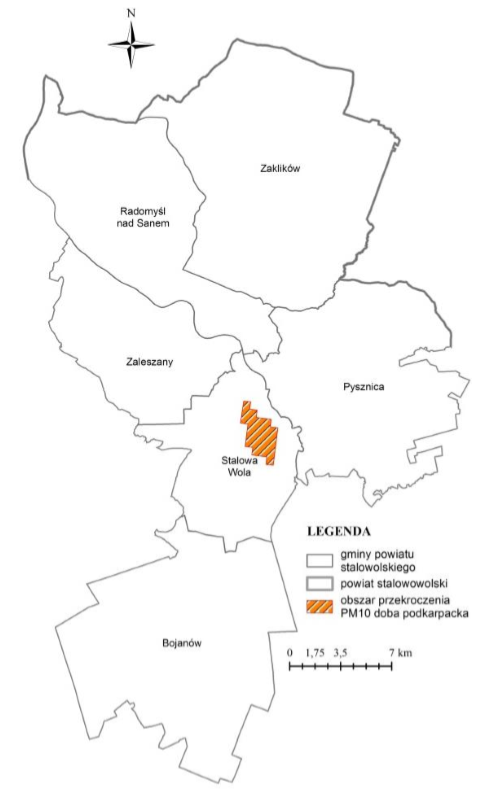 N
Zaklików
Radomyśl
nad Sanem
Zaleszany
Pysznica
Stalowa
Wola
LEGENDA
gminy powiatu
stalowolskiego
powiat stalowowolski
obszar przekroczenia
PM10 doba podkarpacka
0 1,75 3,5 7 km
Bojanów